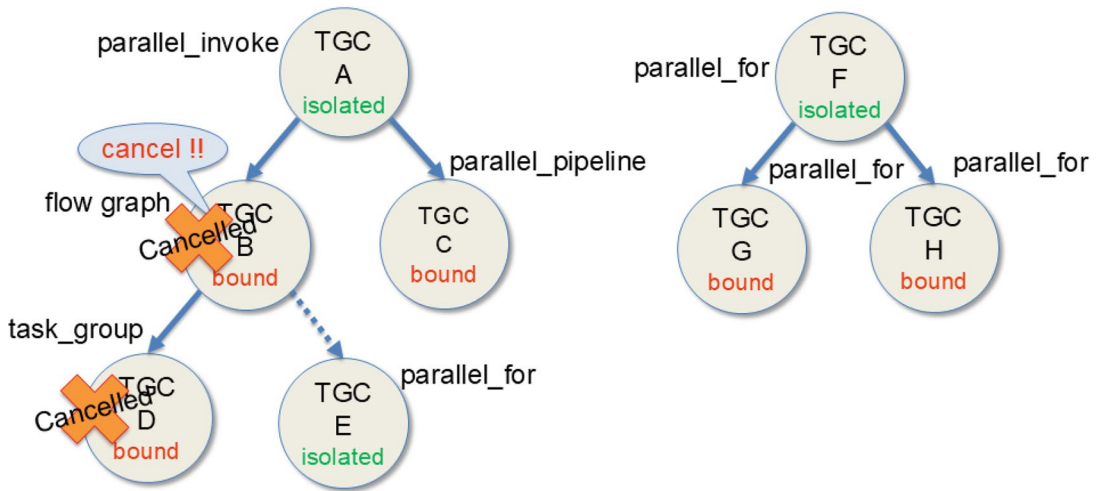 parallel_invoke
TGC
A
isolated
cancel !!
flow graph
TGC
B
bound
Cancelled
parallel_pipeline
TGC
C
bound
task_group
TGC
D
bound
Cancelled
parallel_for
TGC
E
isolated
parallel_for
TGC
F
isolated
parallel_for
TGC
G
bound
parallel_for
TGC
H
bound